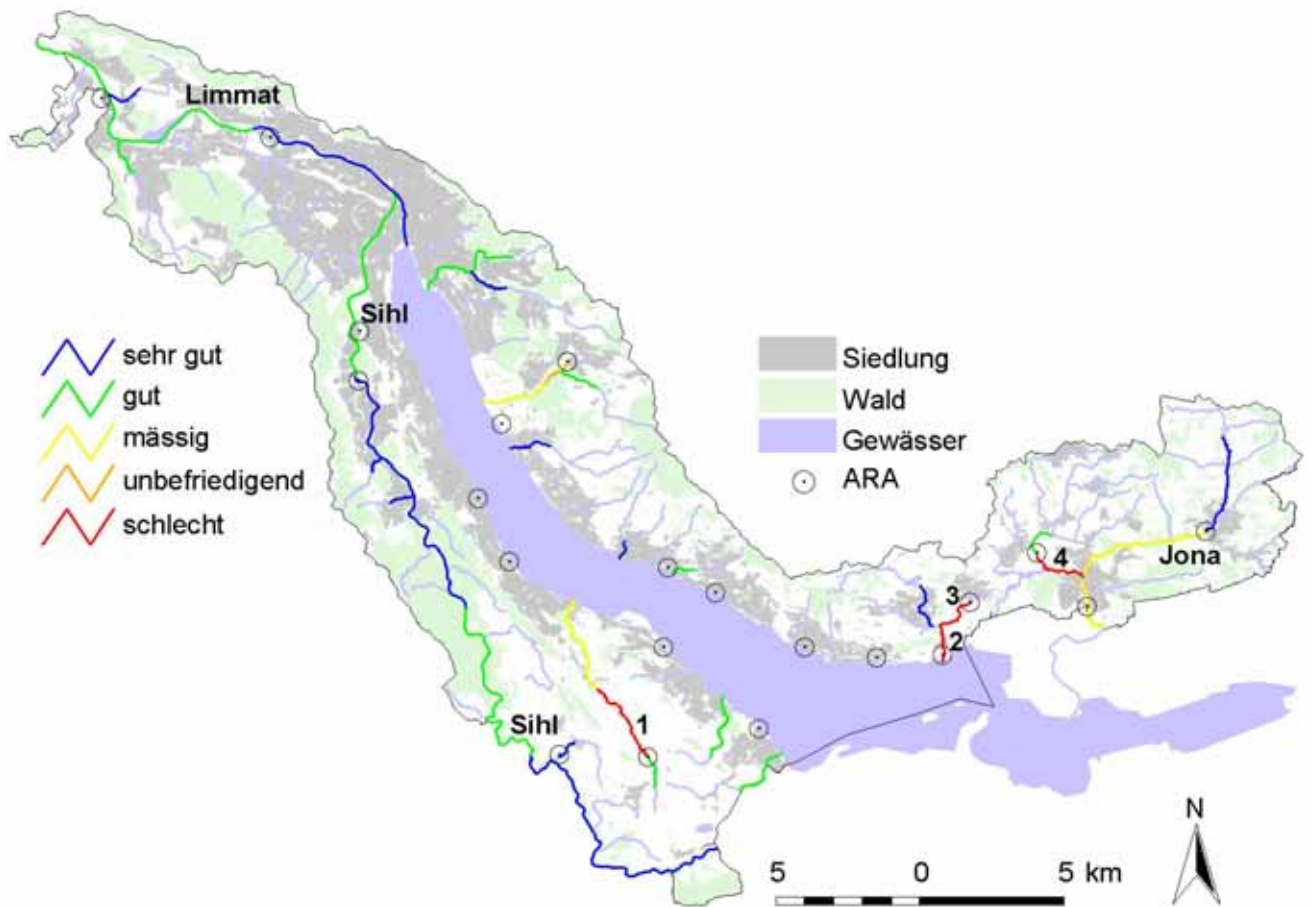 Limmat
Sihl
sehr gut
gut
mässig
unbefriedigend
schlecht
Siedlung
Wald
Gewässer
ARA
4
Jona
3
2
Sihl
1
N
5 0 5 km